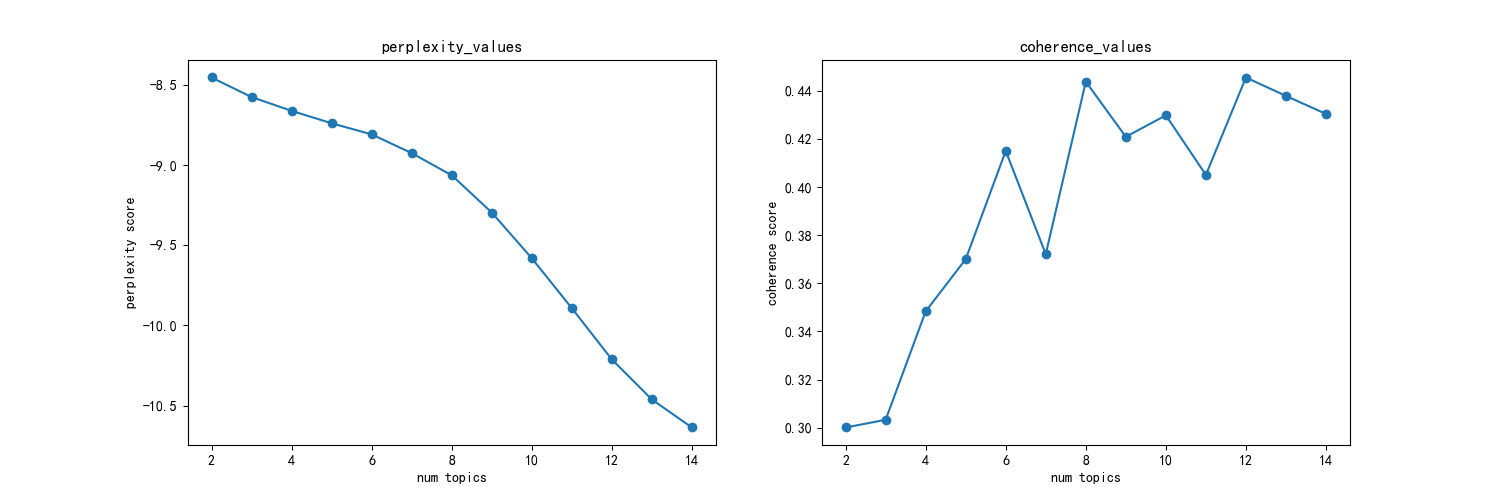 perplexity_values
perplexity score
-8.5
-9.0
-9.5
-10.0
-10.5
2 4 6 8 10 12 14
num topics
coherence_values
coherence score
0.44
0.42
0.40
0.38
0.36
0.34
0.32
0.30
2 4 6 8 10 12 14
num topics